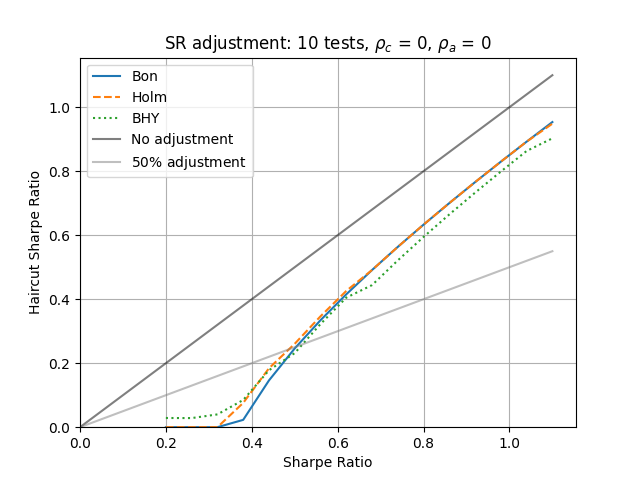 SR adjustment: 10 tests, ρc = 0, ρa = 0
Bon
Holm
BHY
No adjustment
50% adjustment
Haircut Sharpe Ratio
1.0
0.8
0.6
0.4
0.2
0.0
0.0 0.2 0.4 0.6 0.8 1.0
Sharpe Ratio